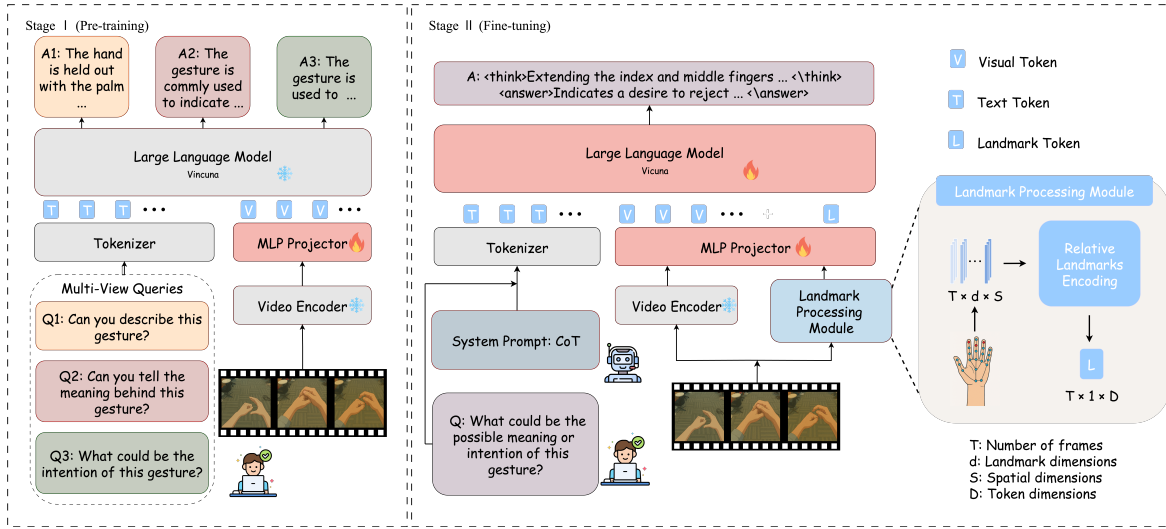 Stage Ⅰ (Pre-training)
A1: The hand
is held out
with the palm
...
A2: The
gesture is
commly used
to indicate ...
A3: The
gesture is
used to ...
Large Language Model
Vincuna
T T T ...
V V V ...
Tokenizer
MLP Projector
Multi-View Queries
Video Encoder
Q1: Can you describe this
gesture?
Q2: Can you tell the
meaning behind this
gesture?
Q3: What could be the
intention of this gesture?
Stage Ⅱ (Fine-tuning)
A: <think>Extending the index and middle fingers ... <\think>
<answer>Indicates a desire to reject ... <\answer>
Large Language Model
Vicuna
T T T ...
V V V ... L
Tokenizer
MLP Projector
Video Encoder
Landmark
Processing
Module
System Prompt: CoT
Q: What could be the
possible meaning or
intention of this
gesture?
V Visual Token
T Text Token
L Landmark Token
Landmark Processing Module
...
T × d × S
Relative
Landmarks
Encoding
L
T × 1 × D
T: Number of frames
d: Landmark dimensions
S: Spatial dimensions
D: Token dimensions